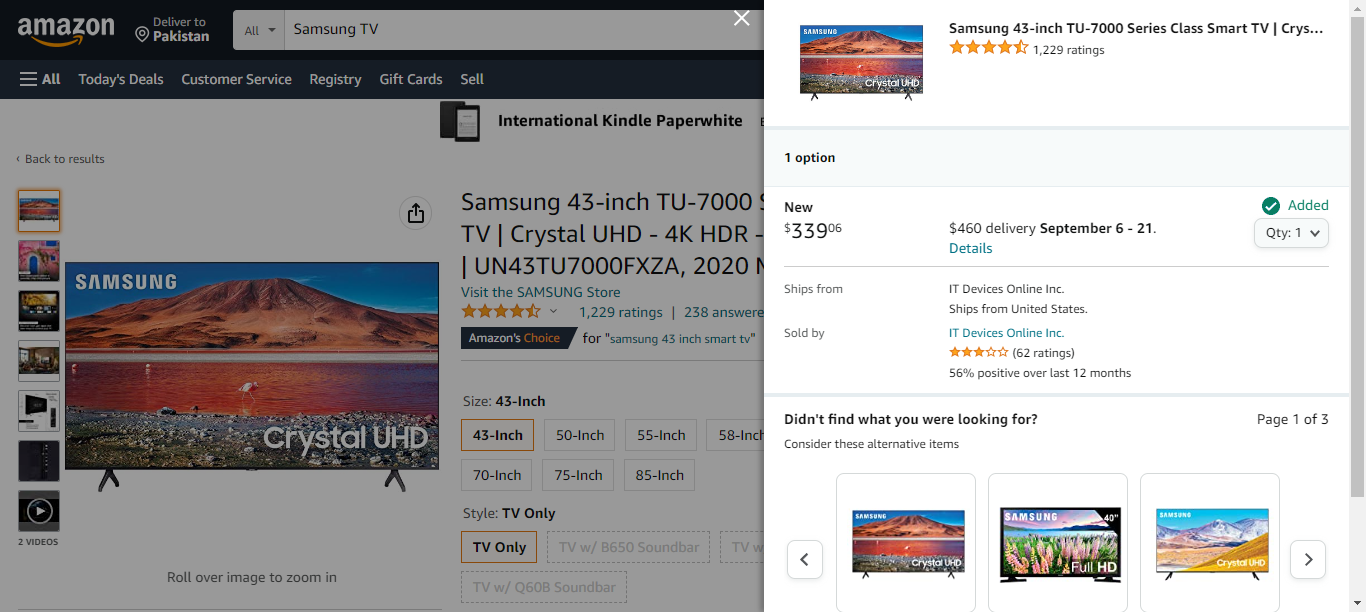 amazon
Deliver to
Pakistan
All
Samsung TV
All
Today's Deals
Customer Service
Registry
Gift Cards
Sell
International Kindle Paperwhite
‹ Back to results
SAMSUNG
Crystal UHD
2 VIDEOS
Roll over image to zoom in
Samsung 43-inch TU-7000
TV | Crystal UHD - 4K HDR -
| UN43TU7000FXZA, 2020
Visit the SAMSUNG Store
1,229 ratings | 238 answere
Amazon's Choice for "samsung 43 inch smart tv"
Size: 43-Inch
43-Inch
50-Inch
55-Inch
58-Inch
70-Inch
75-Inch
85-Inch
Style: TV Only
TV Only
TV w/ B650 Soundbar
TV w
TV w/ Q60B Soundbar
SAMSUNG
Crystal UHD
Samsung 43-inch TU-7000 Series Class Smart TV | Crys...
1,229 ratings
1 option
New
$33906
$460 delivery September 6 - 21.
Details
Added
Qty: 1
Ships from
IT Devices Online Inc.
Ships from United States.
Sold by
IT Devices Online Inc.
(62 ratings)
56% positive over last 12 months
Didn't find what you were looking for?
Page 1 of 3
Consider these alternative items
SAMSUNG
Crystal UHD
SAMSUNG
40"
Full HD
SAMSUNG
Crystal UHD